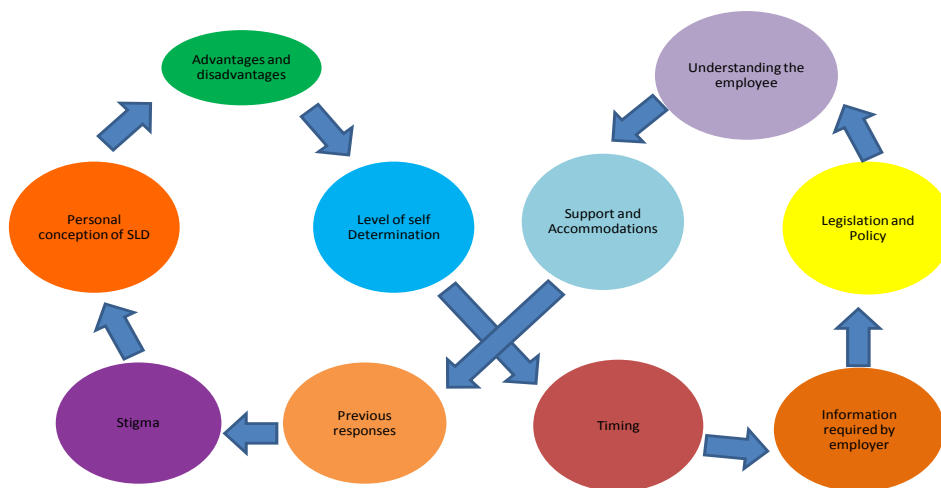 Advantages and
disadvantages
Understanding the
employee
Personal
conception of SLD
Level of self
Determination
Support and
Accommodations
Legislation and
Policy
Stigma
Previous
responses
Timing
Information
required by
employer